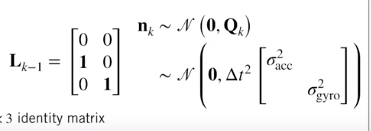 L_{k-1} = [0 0; 1 0; 0 1]
n_k ~ 𝒩 (0, Q_k)
~ 𝒩 (0, Δt² [σ²_acc  σ²_gyro])
3 identity matrix